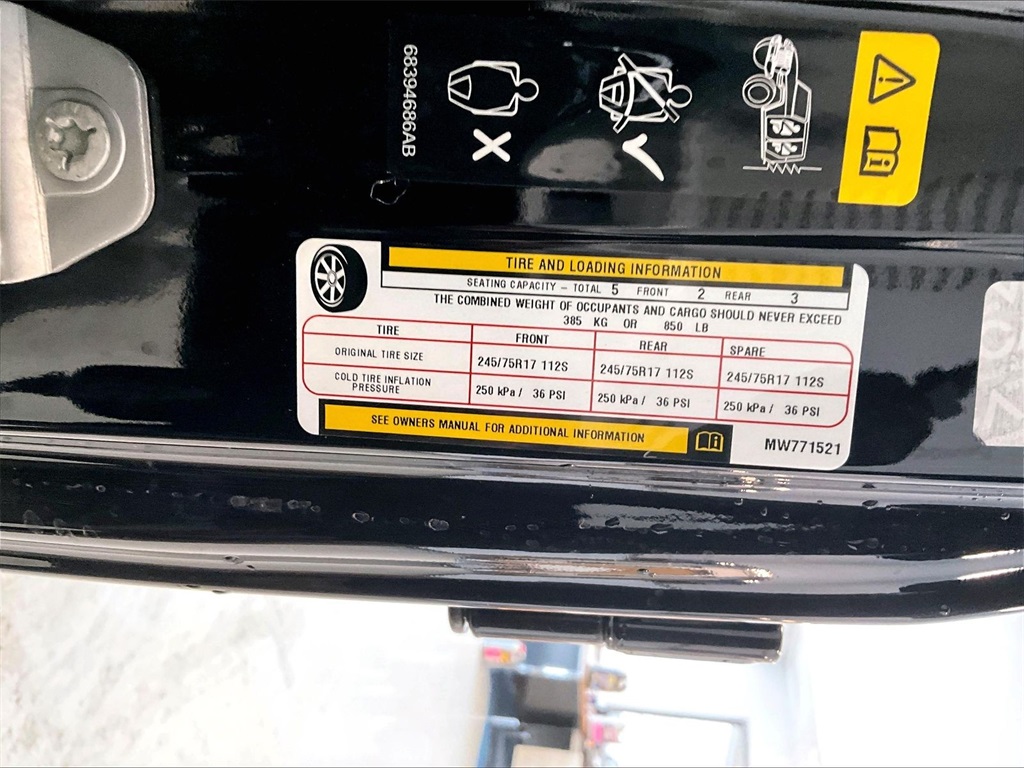 68394686AB
TIRE AND LOADING INFORMATION
SEATING CAPACITY – TOTAL 5 FRONT 2 REAR 3
THE COMBINED WEIGHT OF OCCUPANTS AND CARGO SHOULD NEVER EXCEED
385 KG OR 850 LB
TIRE FRONT REAR SPARE
ORIGINAL TIRE SIZE 245/75R17 112S 245/75R17 112S 245/75R17 112S
COLD TIRE INFLATION
PRESSURE 250 kPa / 36 PSI 250 kPa / 36 PSI 250 kPa / 36 PSI
SEE OWNERS MANUAL FOR ADDITIONAL INFORMATION
MW771521